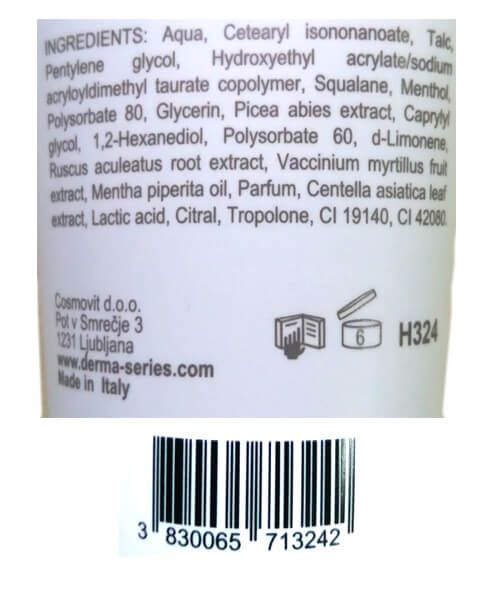 INGREDIENTS: Aqua, Cetearyl isononanoate, Talc,
Pentylene glycol, Hydroxyethyl acrylate/sodium
acryloyldimethyl taurate copolymer, Squalane, Menthol,
Polysorbate 80, Glycerin, Picea abies extract, Caprylyl
glycol, 1,2-Hexanediol, Polysorbate 60, d-Limonene,
Ruscus aculeatus root extract, Vaccinium myrtillus fruit
extract, Mentha piperita oil, Parfum, Centella asiatica leaf
extract, Lactic acid, Citral, Tropolone, CI 19140, CI 42080.
Cosmovit d.o.o.
Pot v Smrečje 3
1231 Ljubljana
www.derma-series.com
Made in Italy
6
H324
3 830065 713242